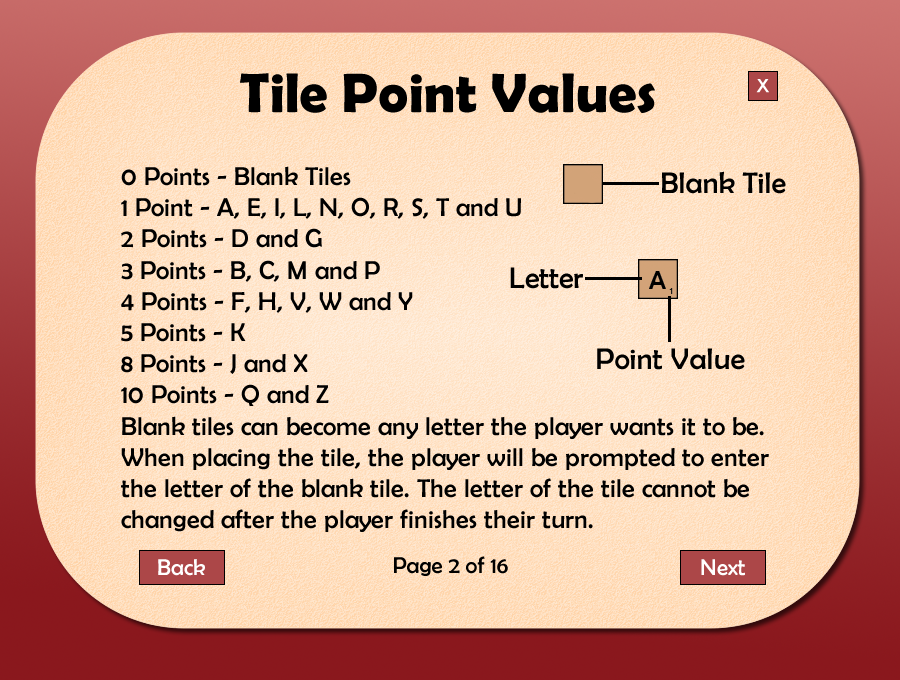 Tile Point Values
X
0 Points - Blank Tiles
1 Point - A, E, I, L, N, O, R, S, T and U
2 Points - D and G
3 Points - B, C, M and P
4 Points - F, H, V, W and Y
5 Points - K
8 Points - J and X
10 Points - Q and Z
Blank Tile
Letter
A 1
Point Value
Blank tiles can become any letter the player wants it to be.
When placing the tile, the player will be prompted to enter
the letter of the blank tile. The letter of the tile cannot be
changed after the player finishes their turn.
Back
Page 2 of 16
Next